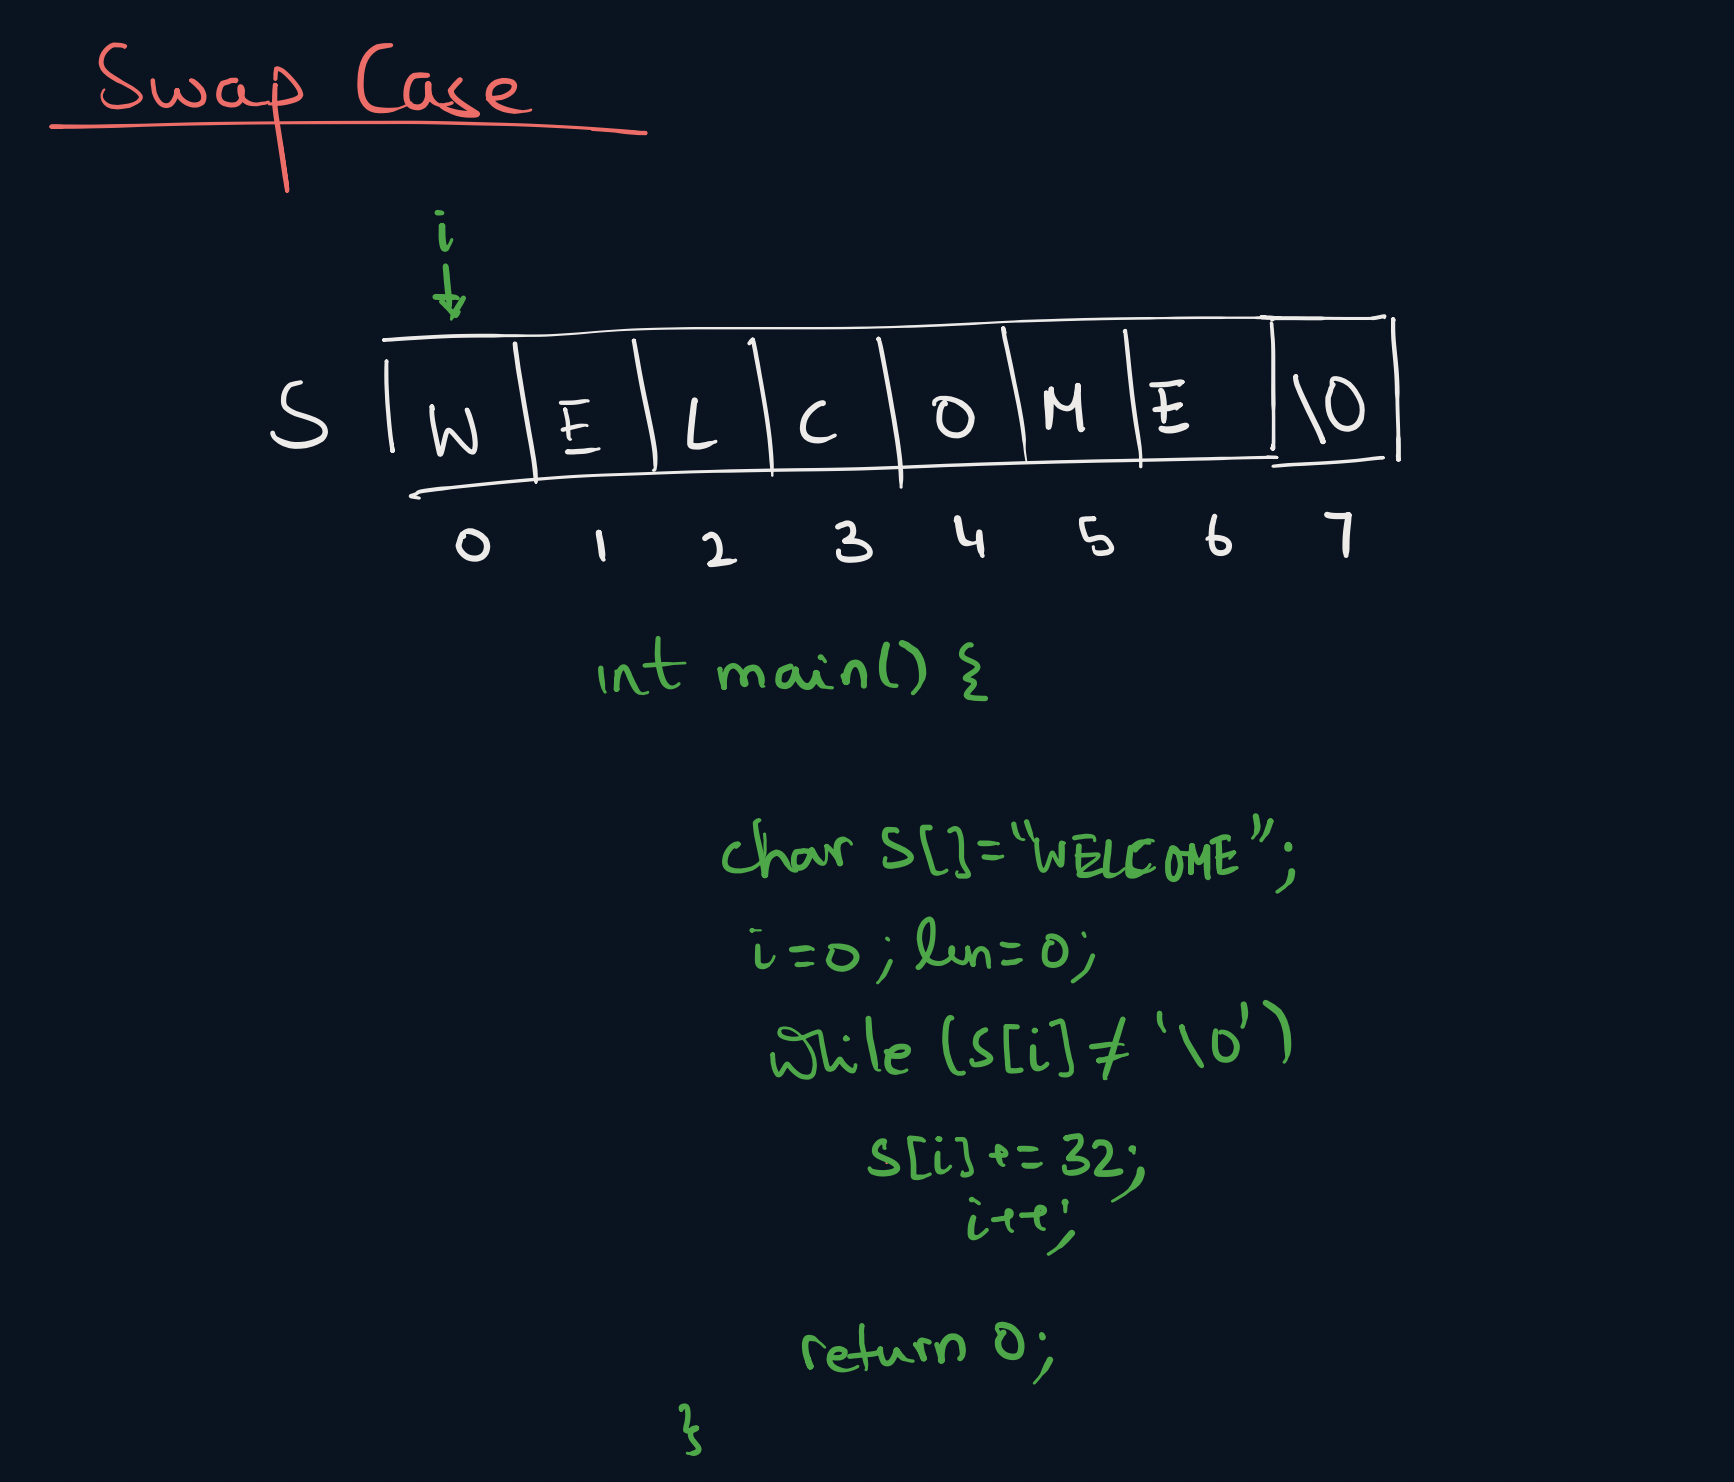 Swap Case
i
S W E L C O M E \0
0 1 2 3 4 5 6 7
int main() {
char S[]="WELCOME";
i=0; len=0;
while (S[i] ≠ '\0')
S[i] += 32;
i++;
return 0;
}